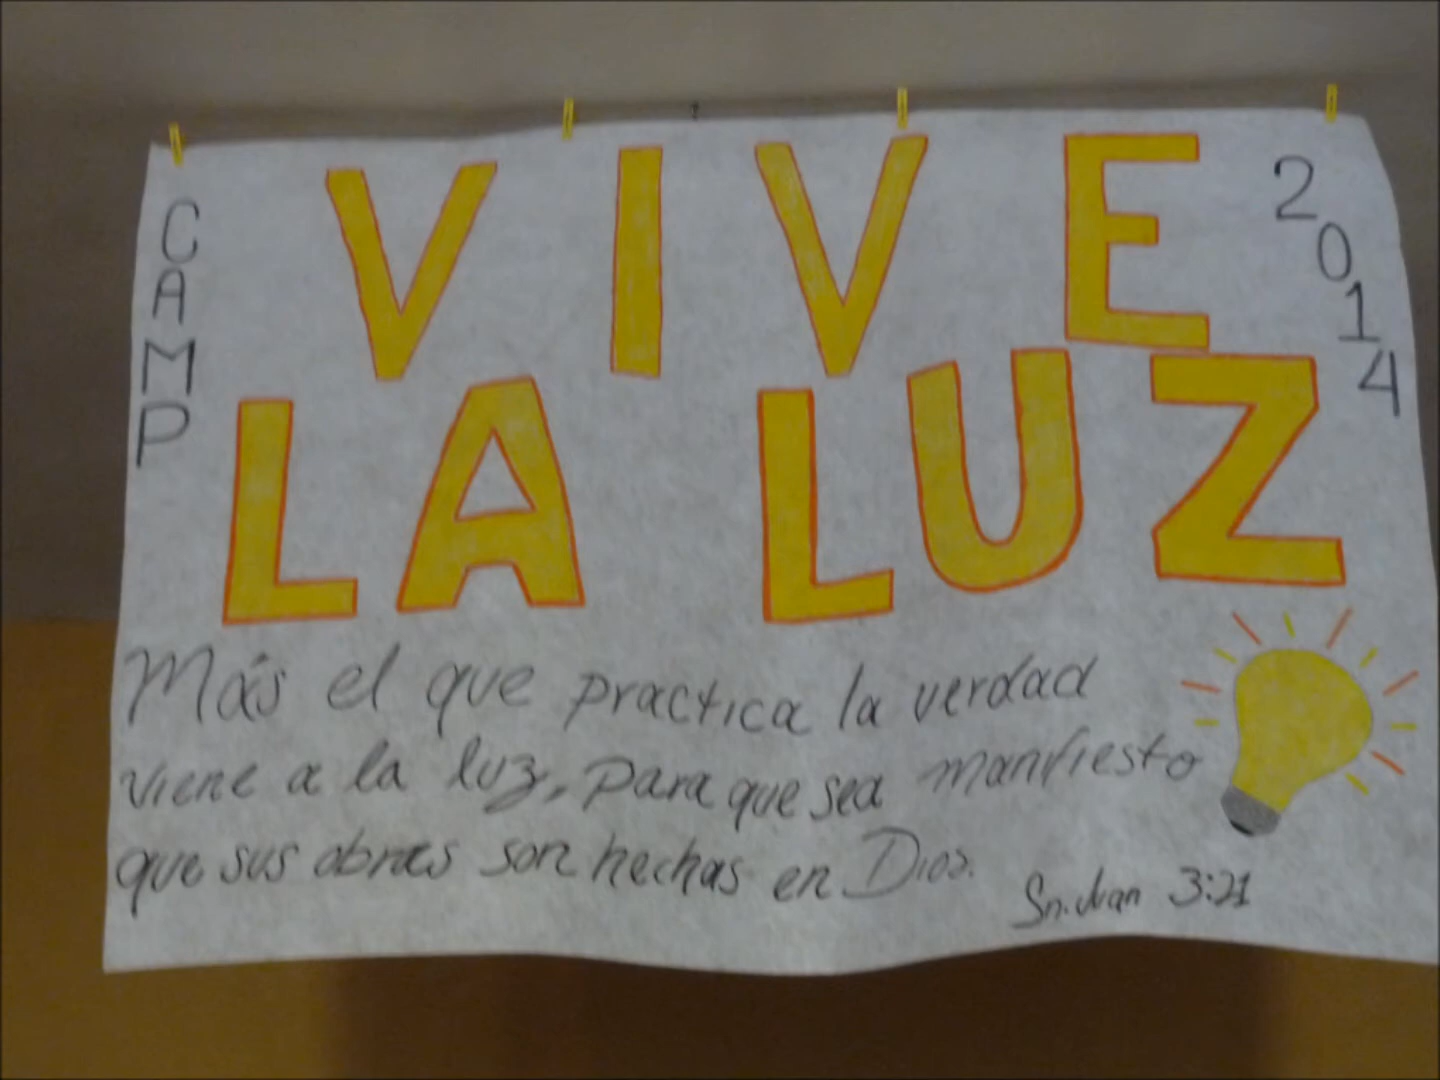 CAMP
VIVE
2014
LA LUZ
Más el que practica la verdad
viene a la luz, para que sea manifiesto
que sus obras son hechas en Dios.
Sn. Juan 3:21